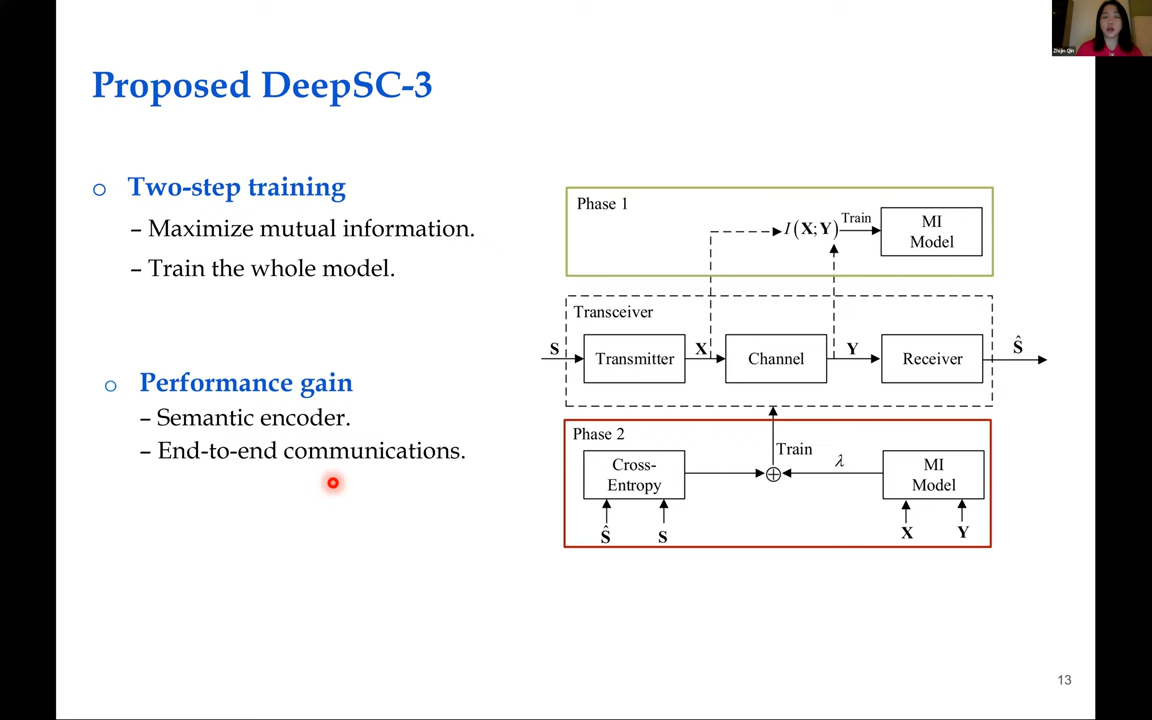 Zhijin Qin
Proposed DeepSC-3
o Two-step training
– Maximize mutual information.
– Train the whole model.
o Performance gain
– Semantic encoder.
– End-to-end communications.
Phase 1
I(X;Y)
Train
MI
Model
Transceiver
S
Transmitter
X
Channel
Y
Receiver
Ŝ
Phase 2
Train
Cross-
Entropy
⊕
λ
MI
Model
Ŝ
S
X
Y
13